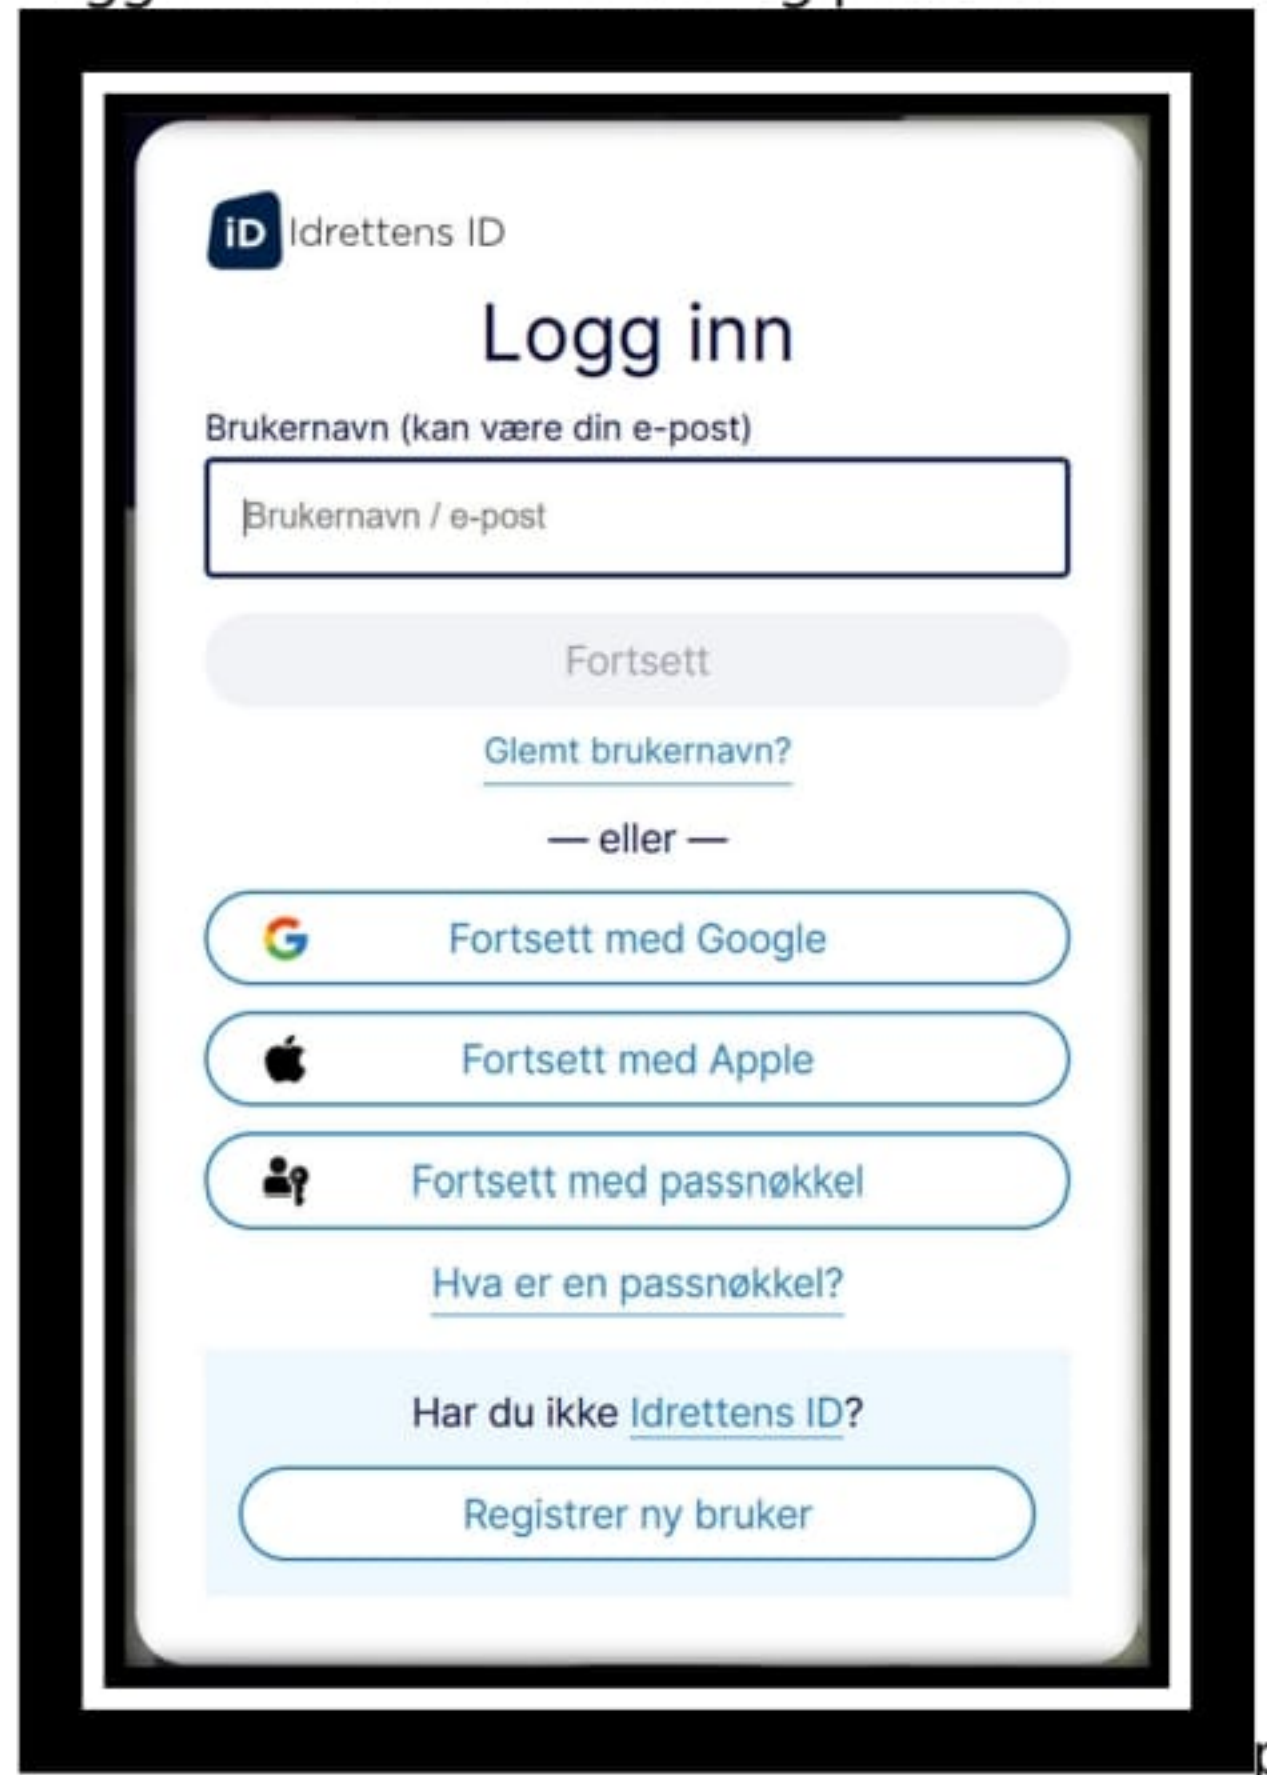 iD Idrettens ID
Logg inn
Brukernavn (kan være din e-post)
Brukernavn / e-post
Fortsett
Glemt brukernavn?
— eller —
Fortsett med Google
Fortsett med Apple
Fortsett med passnøkkel
Hva er en passnøkkel?
Har du ikke Idrettens ID?
Registrer ny bruker